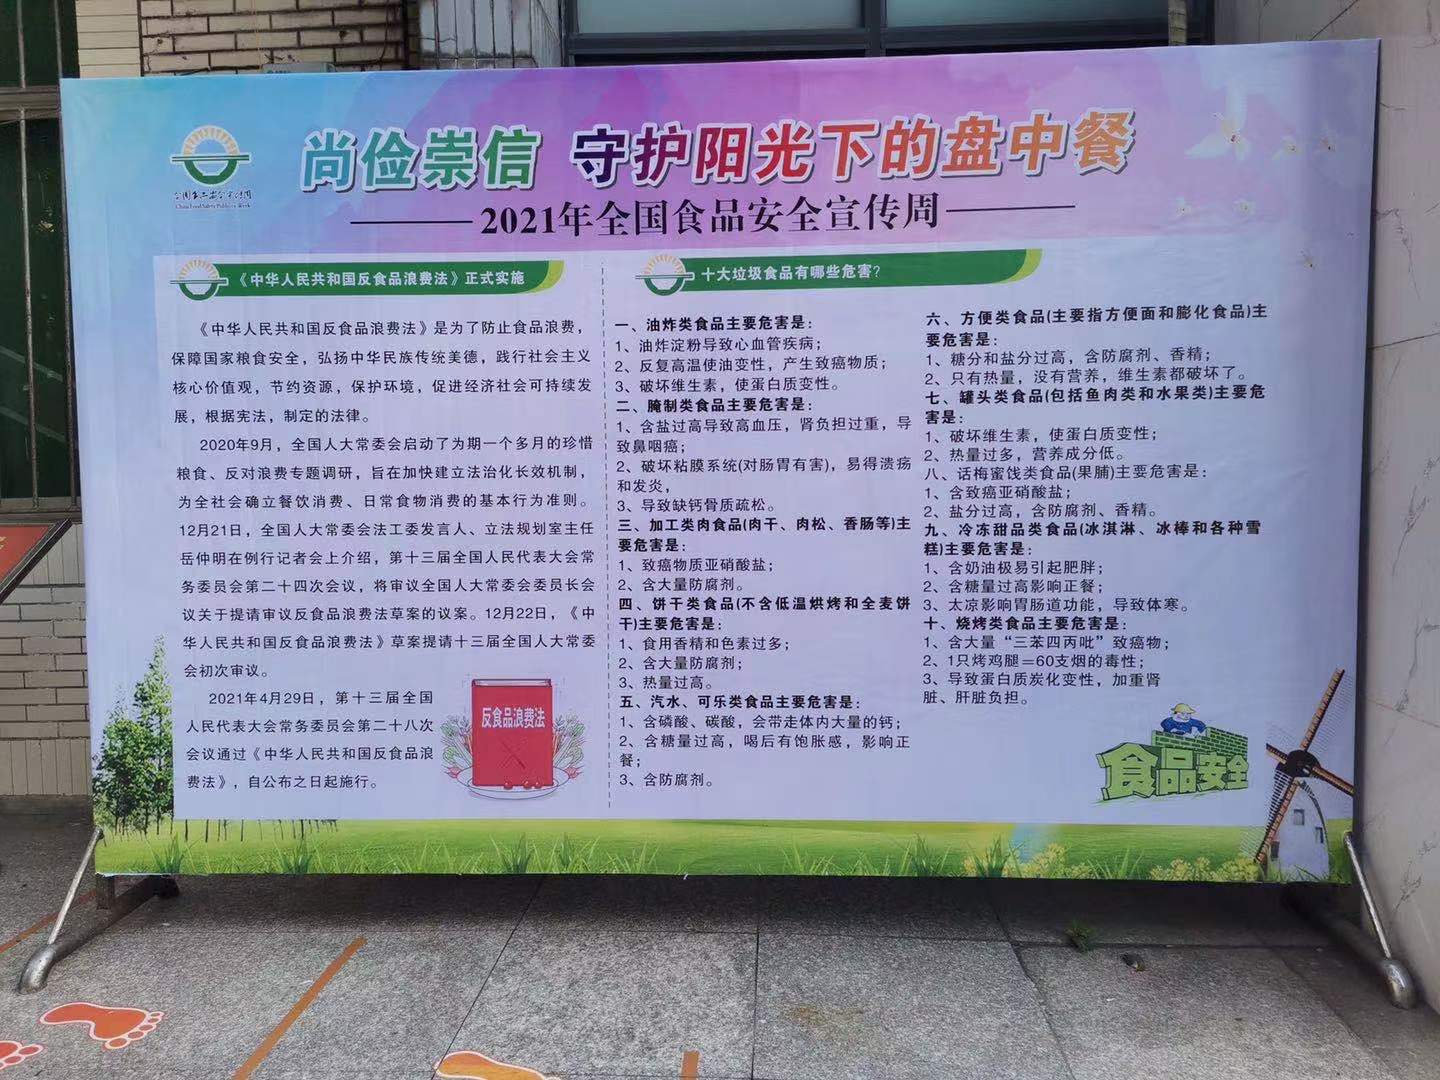 全国食品安全宣传周
China Food Safety Publicity Week
尚俭崇信 守护阳光下的盘中餐
2021年全国食品安全宣传周
《中华人民共和国反食品浪费法》正式实施
《中华人民共和国反食品浪费法》是为了防止食品浪费，
保障国家粮食安全，弘扬中华民族传统美德，践行社会主义
核心价值观，节约资源，保护环境，促进经济社会可持续发
展，根据宪法，制定的法律。
2020年9月，全国人大常委会启动了为期一个多月的珍惜
粮食、反对浪费专题调研，旨在加快建立法治化长效机制，
为全社会确立餐饮消费、日常食物消费的基本行为准则。
12月21日，全国人大常委会法工委发言人、立法规划室主任
岳仲明在例行记者会上介绍，第十三届全国人民代表大会常
务委员会第二十四次会议，将审议全国人大常委会委员长会
议关于提请审议反食品浪费法草案的议案。12月22日，《中
华人民共和国反食品浪费法》草案提请十三届全国人大常委
会初次审议。
2021年4月29日，第十三届全国
人民代表大会常务委员会第二十八次
会议通过《中华人民共和国反食品浪
费法》，自公布之日起施行。
反食品浪费法
十大垃圾食品有哪些危害？
一、油炸类食品主要危害是：
1、油炸淀粉导致心血管疾病；
2、反复高温使油变性，产生致癌物质；
3、破坏维生素，使蛋白质变性。
二、腌制类食品主要危害是：
1、含盐过高导致高血压，肾负担过重，导
致鼻咽癌；
2、破坏粘膜系统(对肠胃有害)，易得溃疡
和发炎，
3、导致缺钙骨质疏松。
三、加工类肉食品(肉干、肉松、香肠等)主
要危害是：
1、致癌物质亚硝酸盐；
2、含大量防腐剂。
四、饼干类食品(不含低温烘烤和全麦饼
干)主要危害是：
1、食用香精和色素过多；
2、含大量防腐剂；
3、热量过高。
五、汽水、可乐类食品主要危害是：
1、含磷酸、碳酸，会带走体内大量的钙；
2、含糖量过高，喝后有饱胀感，影响正
餐；
3、含防腐剂。
六、方便类食品(主要指方便面和膨化食品)主
要危害是：
1、糖分和盐分过高，含防腐剂、香精；
2、只有热量，没有营养，维生素都破坏了。
七、罐头类食品(包括鱼肉类和水果类)主要危
害是：
1、破坏维生素，使蛋白质变性；
2、热量过多，营养成分低。
八、话梅蜜饯类食品(果脯)主要危害是：
1、含致癌亚硝酸盐；
2、盐分过高，含防腐剂、香精。
九、冷冻甜品类食品(冰淇淋、冰棒和各种雪
糕)主要危害是：
1、含奶油极易引起肥胖；
2、含糖量过高影响正餐；
3、太凉影响胃肠道功能，导致体寒。
十、烧烤类食品主要危害是：
1、含大量“三苯四丙吡”致癌物；
2、1只烤鸡腿＝60支烟的毒性；
3、导致蛋白质炭化变性，加重肾
脏、肝脏负担。
食品安全